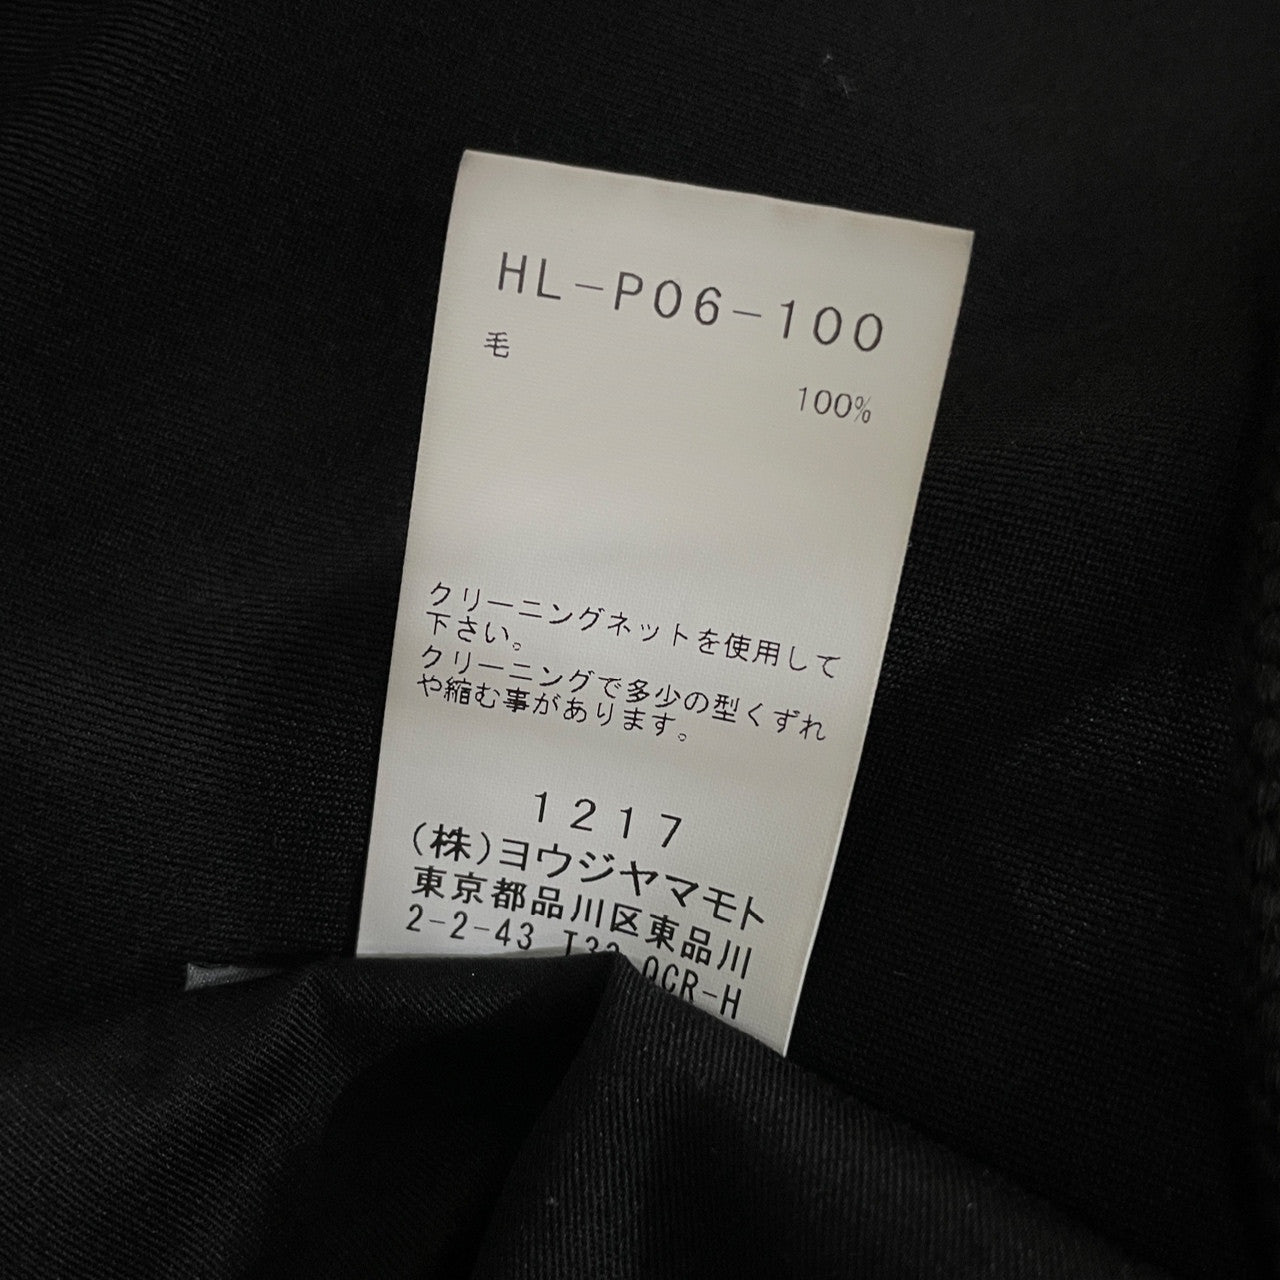 HL-P06-100
毛
100%
クリーニングネットを使用して
下さい。
クリーニングで多少の型くずれ
や縮む事があります。
1217
(株)ヨウジヤマモト
東京都品川区東品川
2-2-43 OCR-H